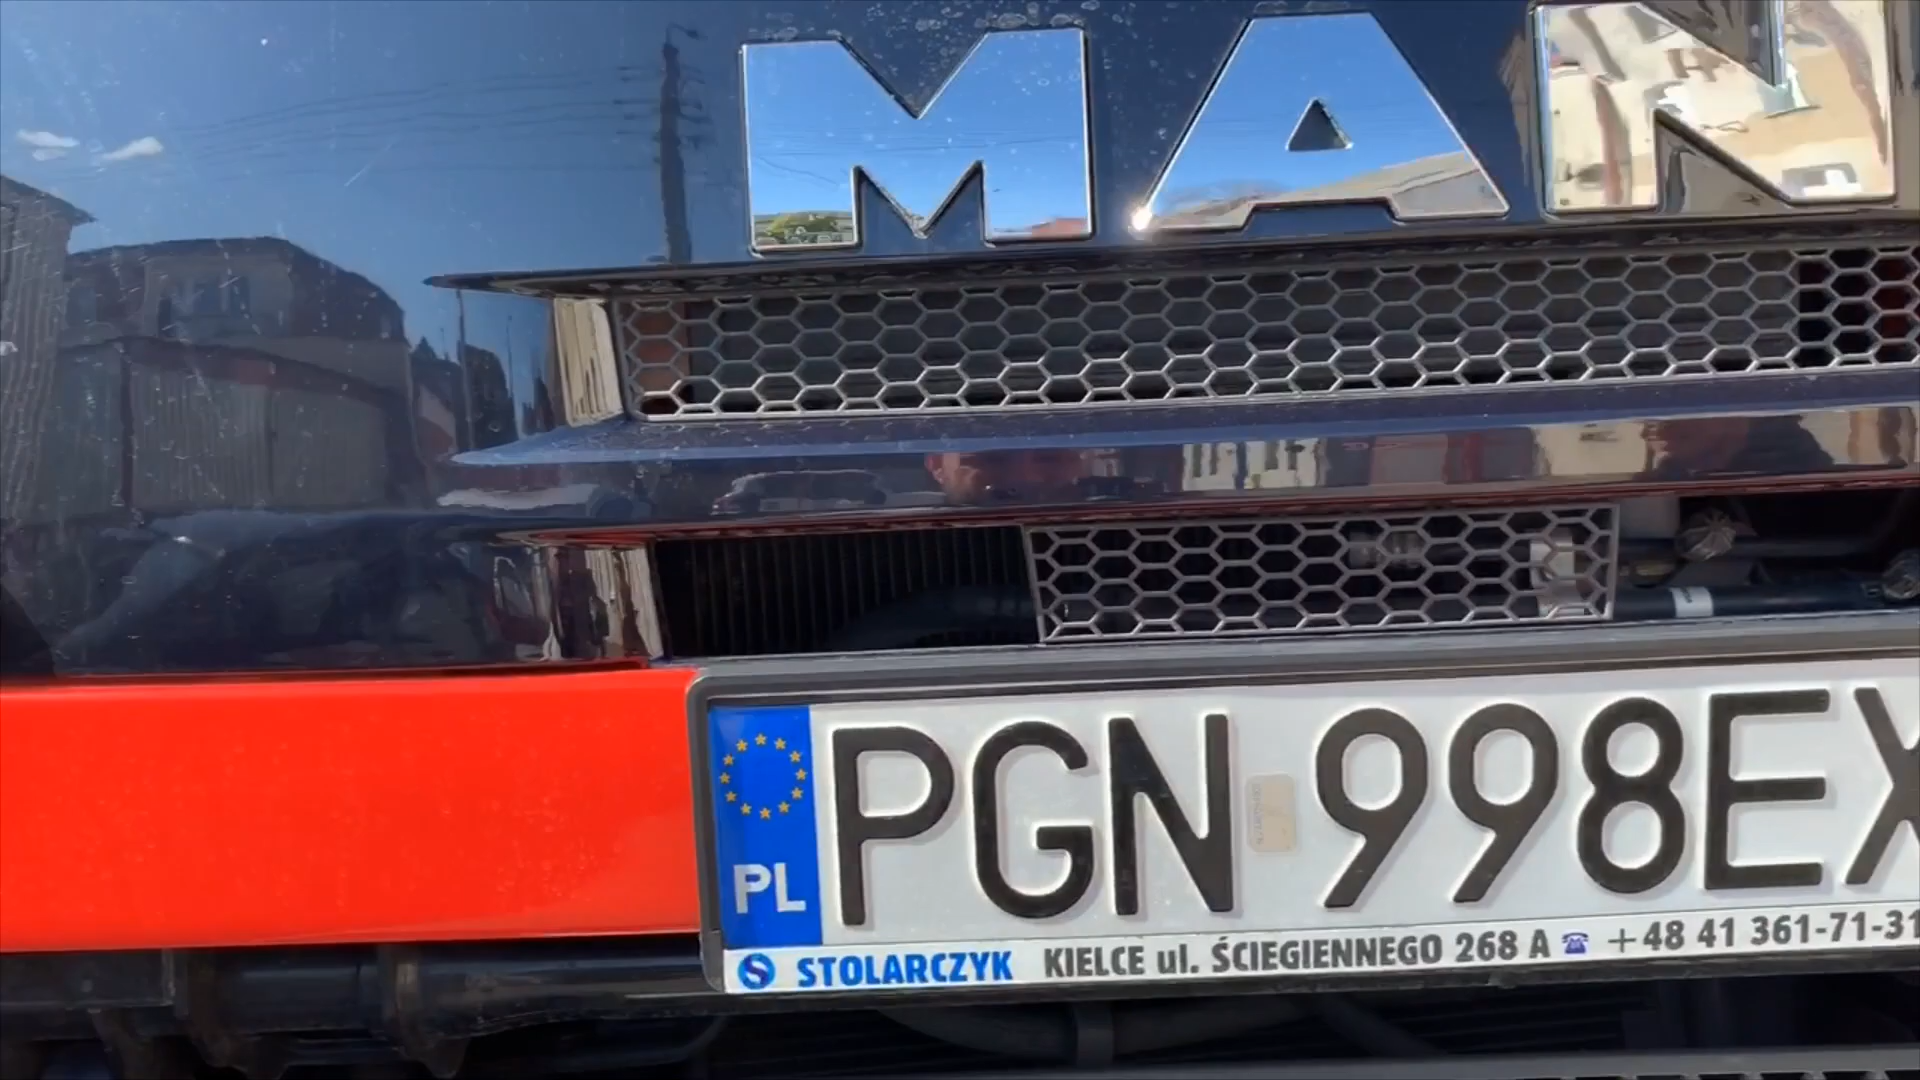 MAN
PL
PGN 998EX
STOLARCZYK KIELCE ul. ŚCIEGIENNEGO 268 A ☎ +48 41 361-71-31